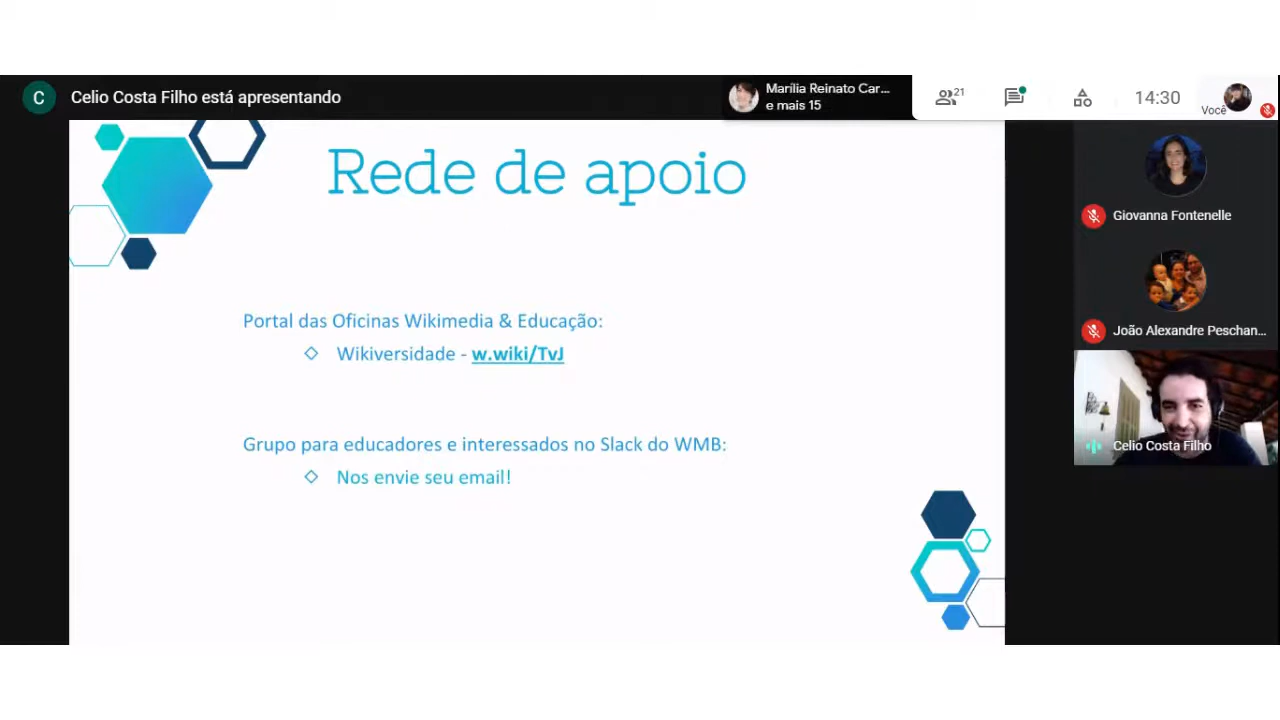 C
Celio Costa Filho está apresentando
Marília Reinato Car...
e mais 15
21
14:30
Você
Rede de apoio
Giovanna Fontenelle
Portal das Oficinas Wikimedia & Educação:
João Alexandre Peschan...
Wikiversidade - w.wiki/TvJ
Grupo para educadores e interessados no Slack do WMB:
Celio Costa Filho
Nos envie seu email!